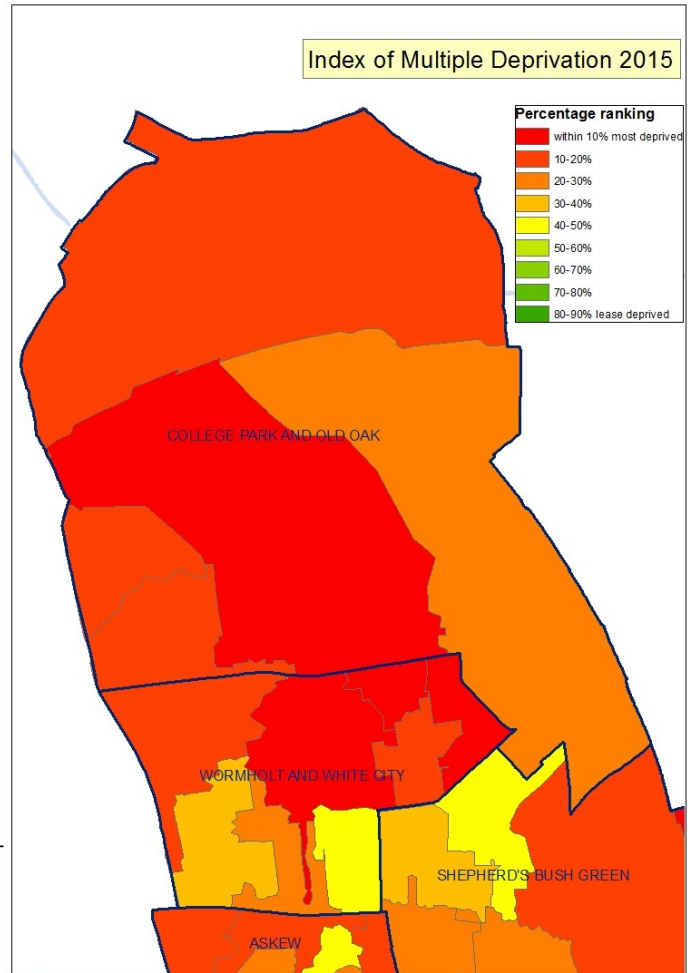 Index of Multiple Deprivation 2015
Percentage ranking
within 10% most deprived
10-20%
20-30%
30-40%
40-50%
50-60%
60-70%
70-80%
80-90% lease deprived
COLLEGE PARK AND OLD OAK
WORMHOLT AND WHITE CITY
SHEPHERD'S BUSH GREEN
ASKEW